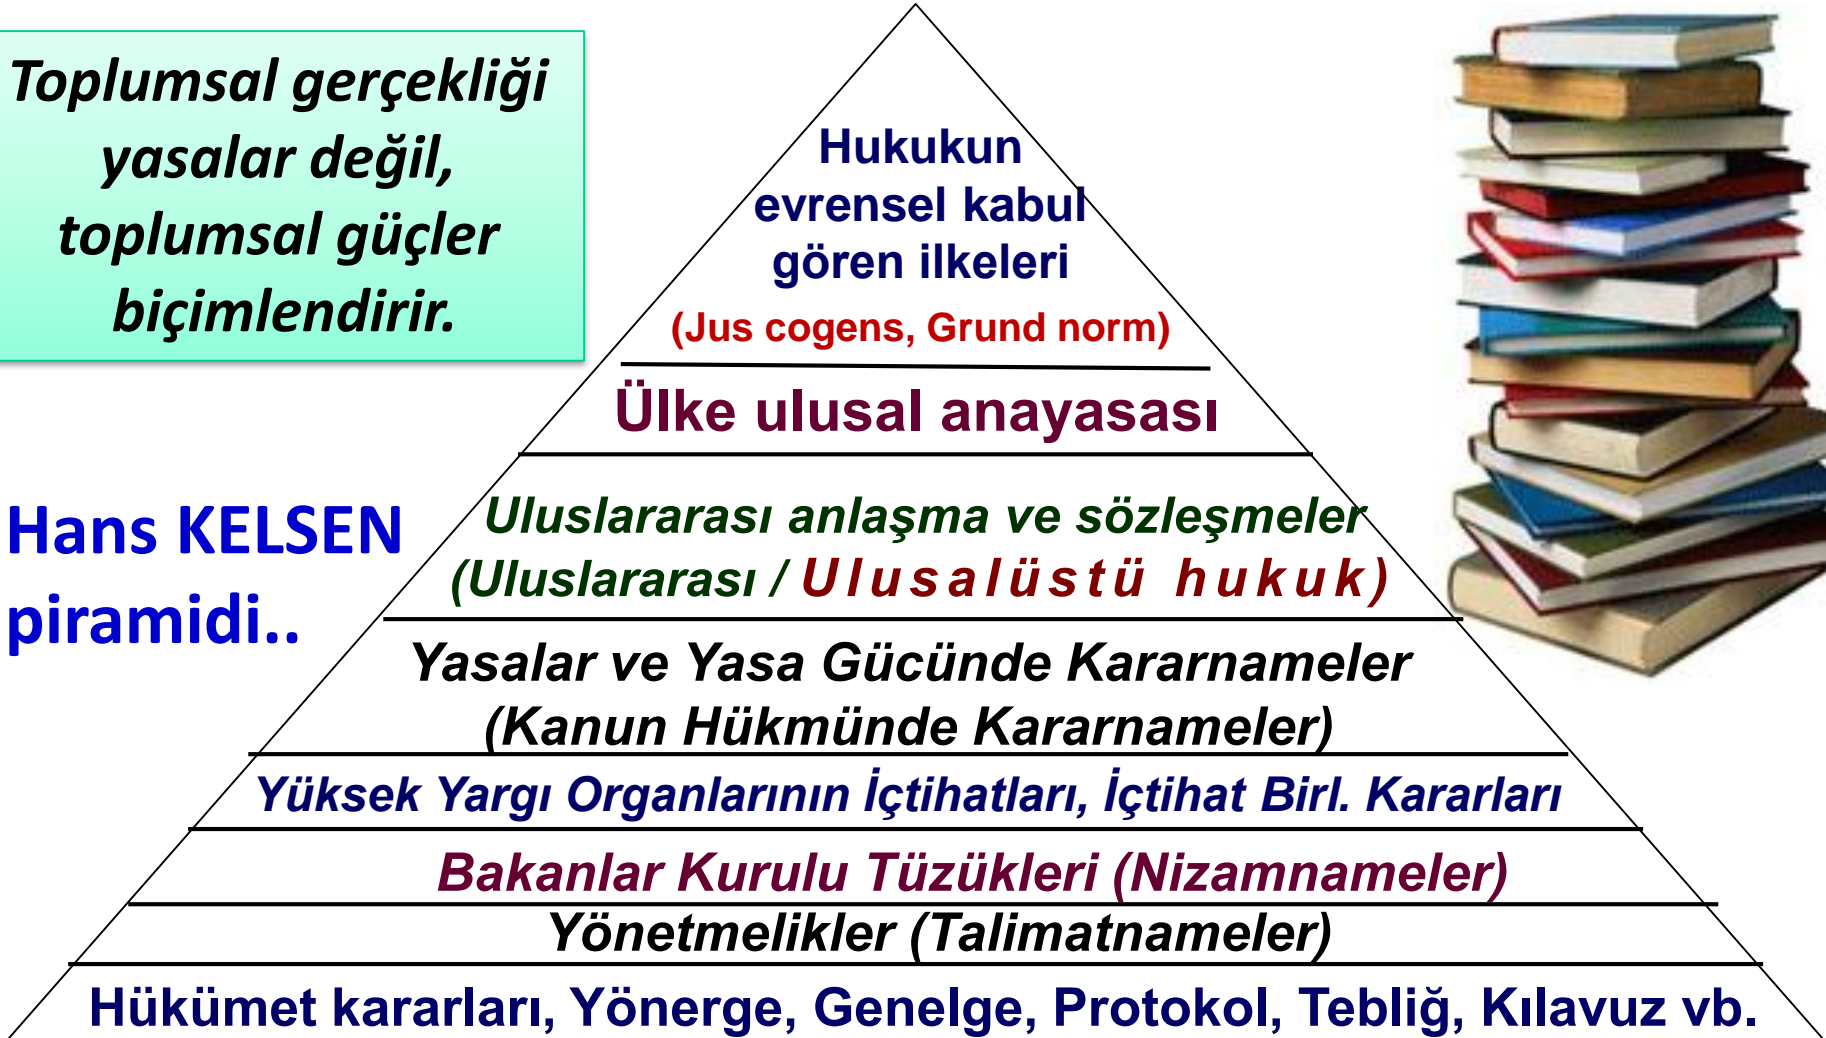 Toplumsal gerçekliği
yasalar değil,
toplumsal güçler
biçimlendirir.
Hukukun
evrensel kabul
gören ilkeleri
(Jus cogens, Grund norm)
Ülke ulusal anayasası
Hans KELSEN
piramidi..
Uluslararası anlaşma ve sözleşmeler
(Uluslararası / Ulusalüstü hukuk)
Yasalar ve Yasa Gücünde Kararnameler
(Kanun Hükmünde Kararnameler)
Yüksek Yargı Organlarının İçtihatları, İçtihat Birl. Kararları
Bakanlar Kurulu Tüzükleri (Nizamnameler)
Yönetmelikler (Talimatnameler)
Hükümet kararları, Yönerge, Genelge, Protokol, Tebliğ, Kılavuz vb.